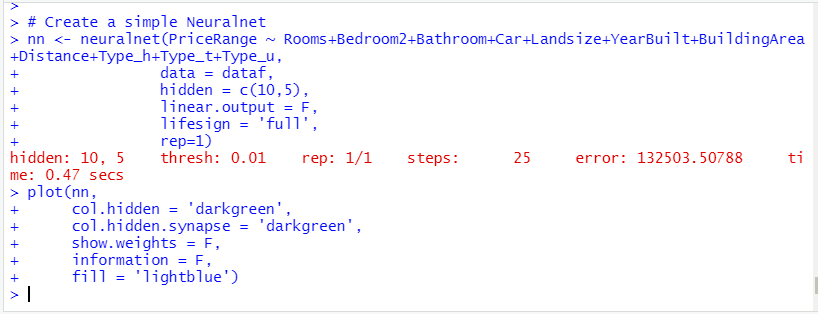 >
> # Create a simple Neuralnet
> nn <- neuralnet(PriceRange ~ Rooms+Bedroom2+Bathroom+Car+Landsize+YearBuilt+BuildingArea
+Distance+Type_h+Type_t+Type_u,
+                 data = dataf,
+                 hidden = c(10,5),
+                 linear.output = F,
+                 lifesign = 'full',
+                 rep=1)
hidden: 10, 5    thresh: 0.01    rep: 1/1    steps:      25     error: 132503.50788     ti
me: 0.47 secs
> plot(nn,
+      col.hidden = 'darkgreen',
+      col.hidden.synapse = 'darkgreen',
+      show.weights = F,
+      information = F,
+      fill = 'lightblue')
>